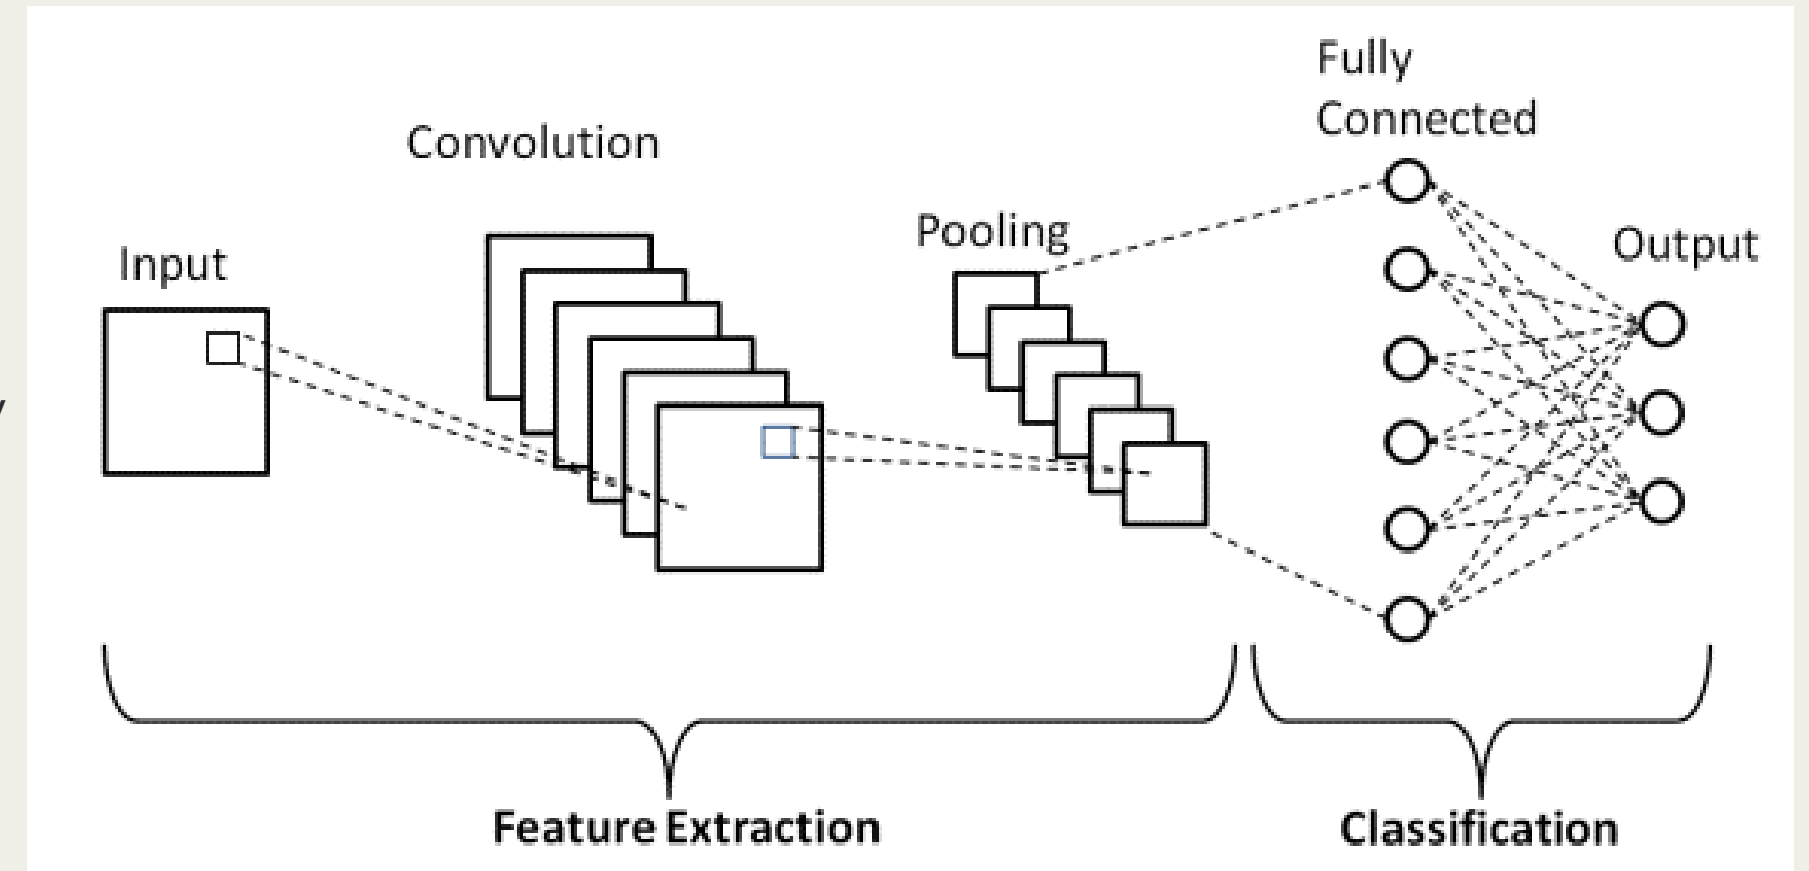 Fully
Connected
Convolution
Pooling
Output
Input
Feature Extraction
Classification